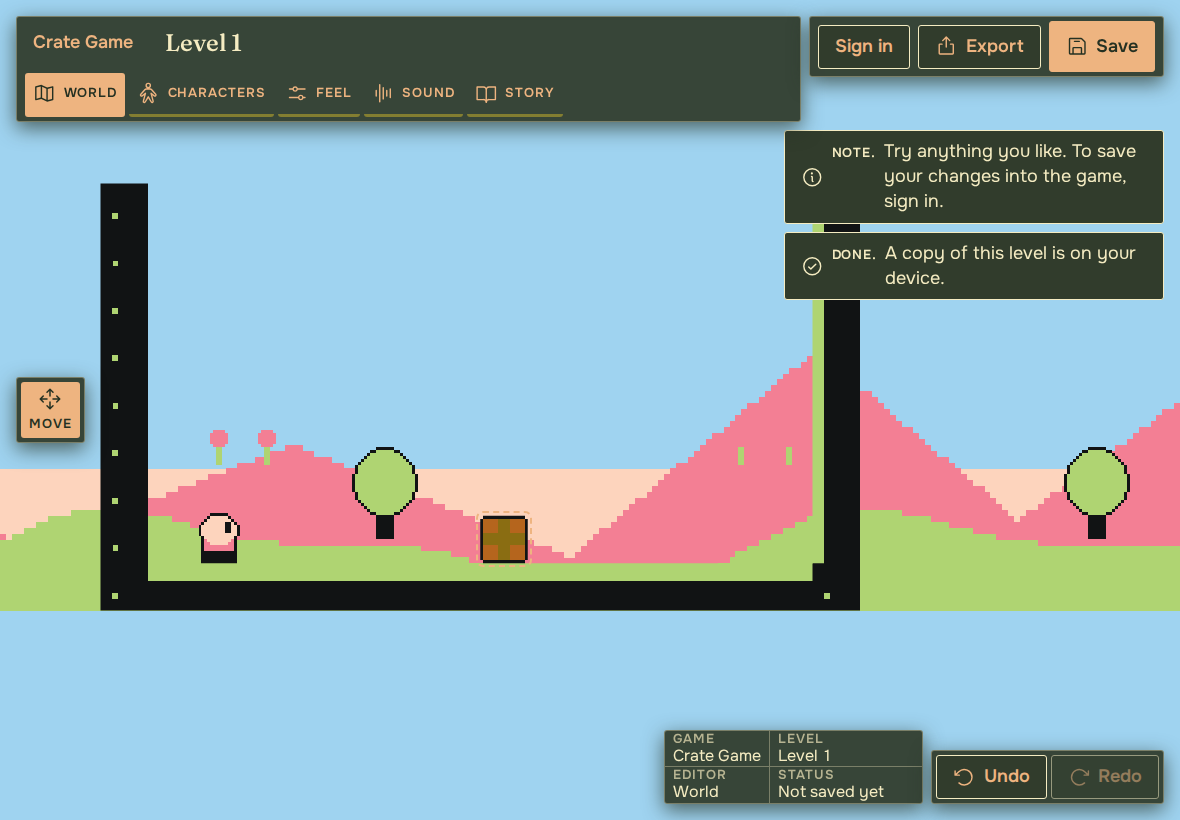 Crate Game
Level 1
Sign in
Export
Save
WORLD
CHARACTERS
FEEL
SOUND
STORY
NOTE. Try anything you like. To save
your changes into the game,
sign in.
DONE. A copy of this level is on your
device.
MOVE
GAME
Crate Game
LEVEL
Level 1
EDITOR
World
STATUS
Not saved yet
Undo
Redo